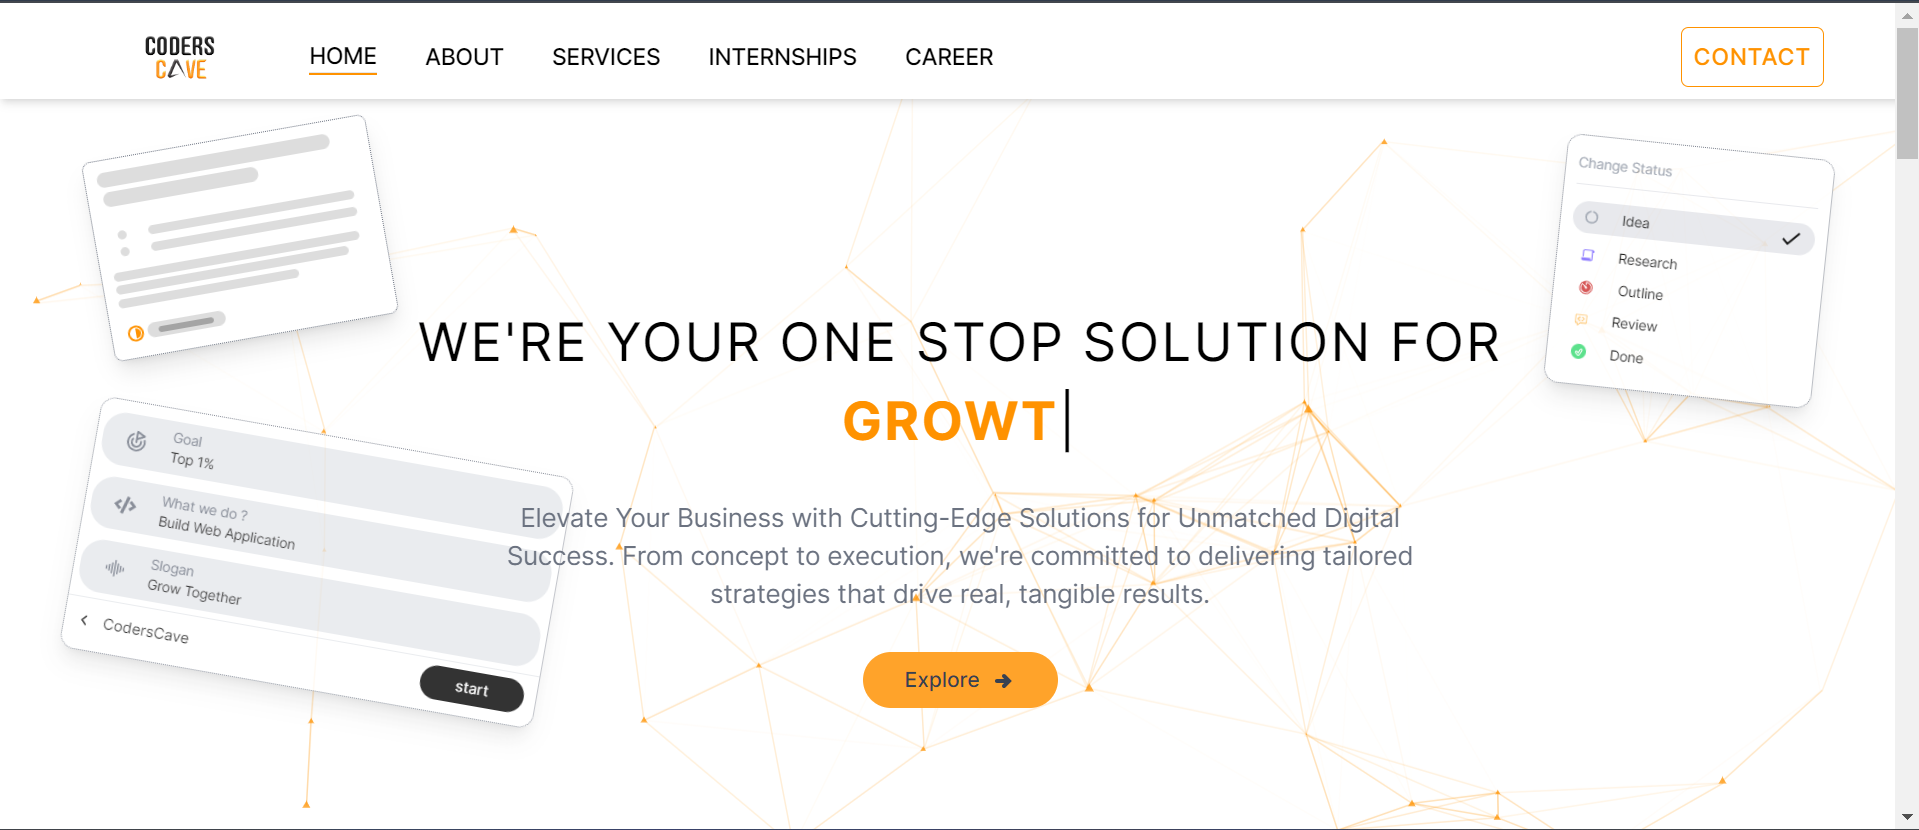 CODERS
CAVE
HOME
ABOUT
SERVICES
INTERNSHIPS
CAREER
CONTACT
Change Status
Idea
Research
Outline
Review
Done
WE'RE YOUR ONE STOP SOLUTION FOR
GROWT
Goal
Top 1%
What we do ?
Build Web Application
Slogan
Grow Together
CodersCave
start
Elevate Your Business with Cutting-Edge Solutions for Unmatched Digital
Success. From concept to execution, we're committed to delivering tailored
strategies that drive real, tangible results.
Explore